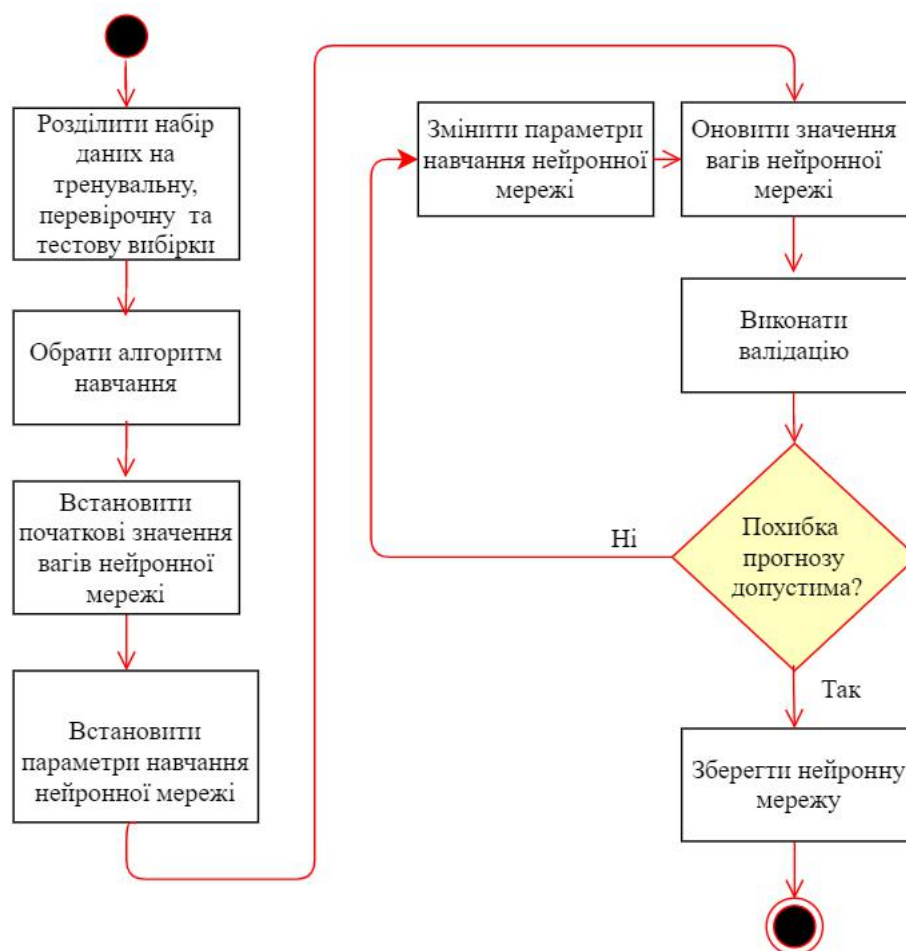 Розділити набір
даних на
тренувальну,
перевірочну та
тестову вибірки
Обрати алгоритм
навчання
Встановити
початкові значення
вагів нейронної
мережі
Встановити
параметри навчання
нейронної мережі
Змінити параметри
навчання нейронної
мережі
Оновити значення
вагів нейронної
мережі
Виконати
валідацію
Похибка
прогнозу
допустима?
Ні
Так
Зберегти нейронну
мережу